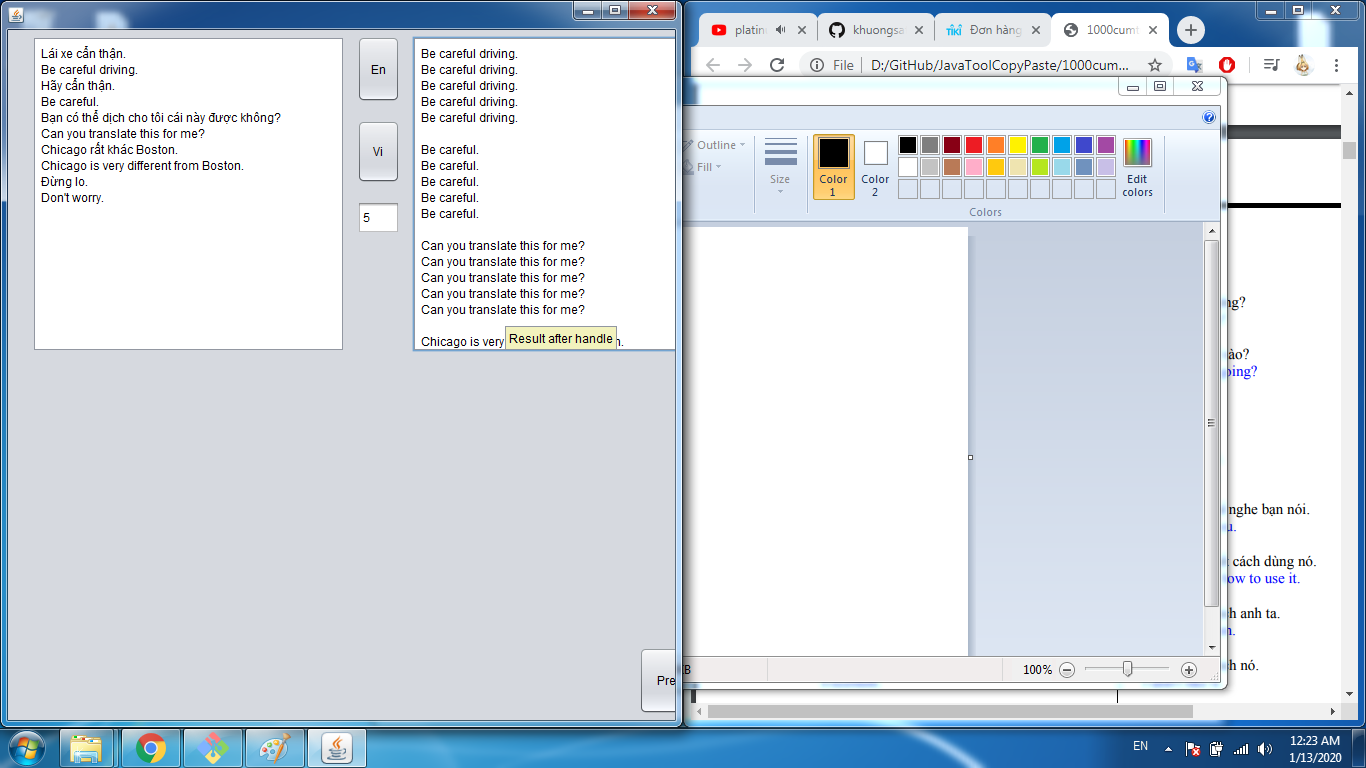 Lái xe cẩn thận.
Be careful driving.
Hãy cẩn thận.
Be careful.
Bạn có thể dịch cho tôi cái này được không?
Can you translate this for me?
Chicago rất khác Boston.
Chicago is very different from Boston.
Đừng lo.
Don't worry.
En
Vi
5
Be careful driving.
Be careful driving.
Be careful driving.
Be careful driving.
Be careful driving.
Be careful.
Be careful.
Be careful.
Be careful.
Be careful.
Can you translate this for me?
Can you translate this for me?
Can you translate this for me?
Can you translate this for me?
Can you translate this for me?
Chicago is very
Result after handle
n.
Pre
platin
khuongsa
TIKI Đơn hàng
1000cumt
File D:/GitHub/JavaToolCopyPaste/1000cum...
Outline
Fill
Size
Color 1
Color 2
Edit colors
Colors
ng?
ào?
oing?
nghe bạn nói.
u.
t cách dùng nó.
ow to use it.
h anh ta.
n.
h nó.
B
100%
EN
12:23 AM
1/13/2020